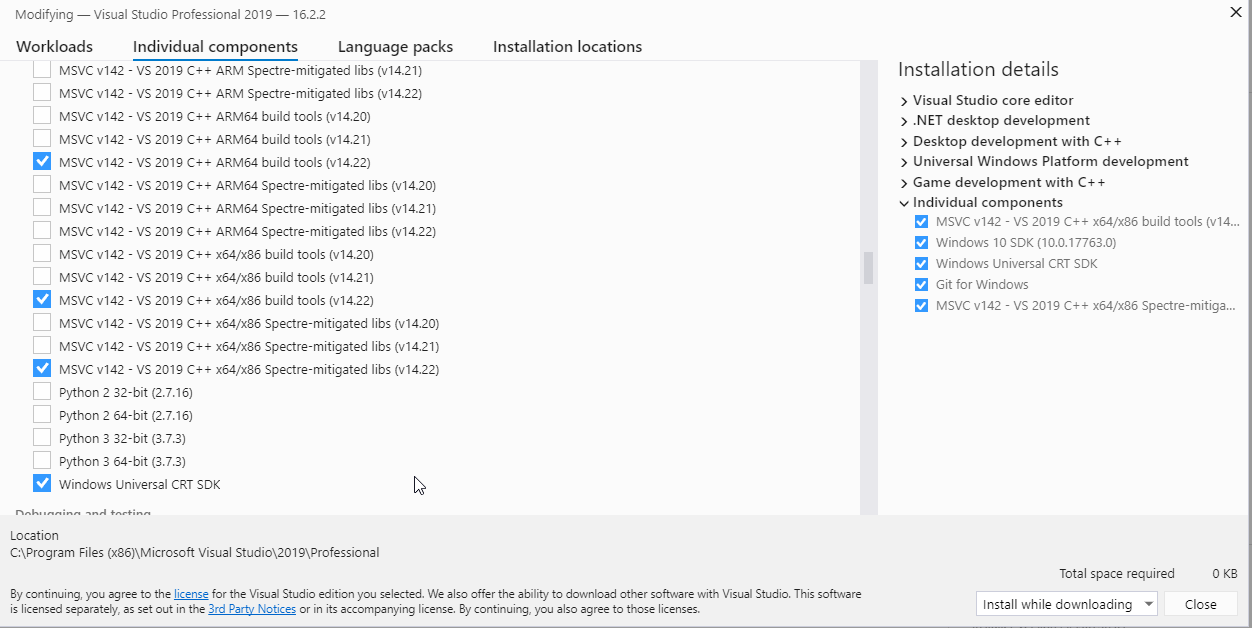 Modifying — Visual Studio Professional 2019 — 16.2.2
Workloads
Individual components
Language packs
Installation locations
MSVC v142 - VS 2019 C++ ARM Spectre-mitigated libs (v14.21)
MSVC v142 - VS 2019 C++ ARM Spectre-mitigated libs (v14.22)
MSVC v142 - VS 2019 C++ ARM64 build tools (v14.20)
MSVC v142 - VS 2019 C++ ARM64 build tools (v14.21)
MSVC v142 - VS 2019 C++ ARM64 build tools (v14.22)
MSVC v142 - VS 2019 C++ ARM64 Spectre-mitigated libs (v14.20)
MSVC v142 - VS 2019 C++ ARM64 Spectre-mitigated libs (v14.21)
MSVC v142 - VS 2019 C++ ARM64 Spectre-mitigated libs (v14.22)
MSVC v142 - VS 2019 C++ x64/x86 build tools (v14.20)
MSVC v142 - VS 2019 C++ x64/x86 build tools (v14.21)
MSVC v142 - VS 2019 C++ x64/x86 build tools (v14.22)
MSVC v142 - VS 2019 C++ x64/x86 Spectre-mitigated libs (v14.20)
MSVC v142 - VS 2019 C++ x64/x86 Spectre-mitigated libs (v14.21)
MSVC v142 - VS 2019 C++ x64/x86 Spectre-mitigated libs (v14.22)
Python 2 32-bit (2.7.16)
Python 2 64-bit (2.7.16)
Python 3 32-bit (3.7.3)
Python 3 64-bit (3.7.3)
Windows Universal CRT SDK
Debugging and testing
Installation details
Visual Studio core editor
.NET desktop development
Desktop development with C++
Universal Windows Platform development
Game development with C++
Individual components
MSVC v142 - VS 2019 C++ x64/x86 build tools (v14...
Windows 10 SDK (10.0.17763.0)
Windows Universal CRT SDK
Git for Windows
MSVC v142 - VS 2019 C++ x64/x86 Spectre-mitiga...
Location
C:\Program Files (x86)\Microsoft Visual Studio\2019\Professional
Total space required 0 KB
By continuing, you agree to the license for the Visual Studio edition you selected. We also offer the ability to download other software with Visual Studio. This software
is licensed separately, as set out in the 3rd Party Notices or in its accompanying license. By continuing, you also agree to those licenses.
Install while downloading
Close